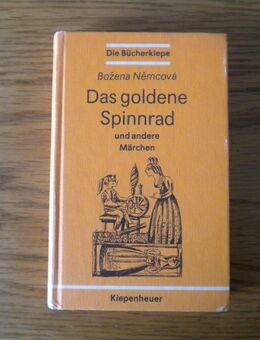 Die Bücherkiepe
Božena Němcová
Das goldene
Spinnrad
und andere
Märchen
Kiepenheuer